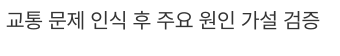 교통 문제 인식 후 주요 원인 가설 검증